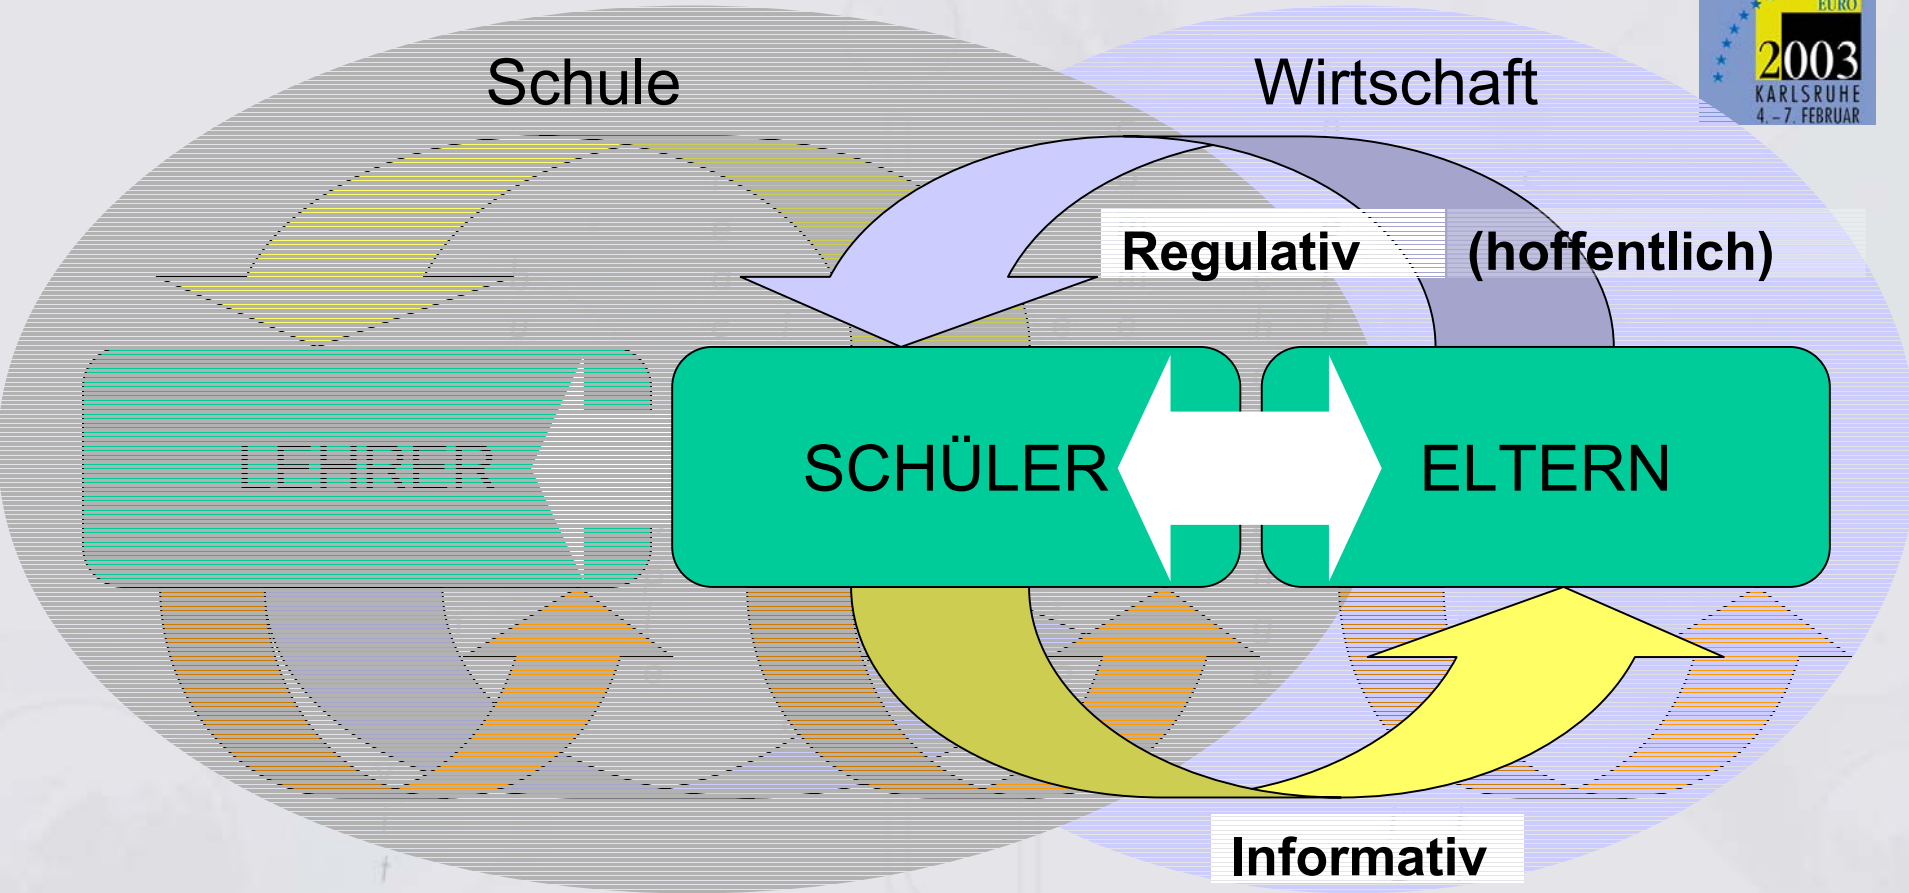 EURO
2003
KARLSRUHE
4. – 7. FEBRUAR
Schule
Wirtschaft
Regulativ (hoffentlich)
LEHRER
SCHÜLER
ELTERN
Informativ